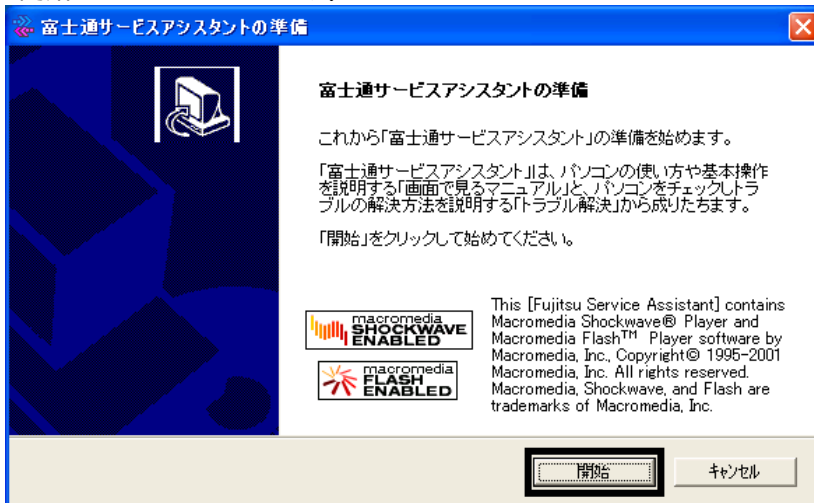 富士通サービスアシスタントの準備
富士通サービスアシスタントの準備
これから「富士通サービスアシスタント」の準備を始めます。
「富士通サービスアシスタント」は、パソコンの使い方や基本操作
を説明する「画面で見るマニュアル」と、パソコンをチェックしトラ
ブルの解決方法を説明する「トラブル解決」から成りたちます。
「開始」をクリックして始めてください。
macromedia
SHOCKWAVE
ENABLED
macromedia
FLASH
ENABLED
This [Fujitsu Service Assistant] contains
Macromedia Shockwave® Player and
Macromedia Flash™ Player software by
Macromedia, Inc., Copyright© 1995-2001
Macromedia, Inc. All rights reserved.
Macromedia, Shockwave, and Flash are
trademarks of Macromedia, Inc.
開始
キャンセル